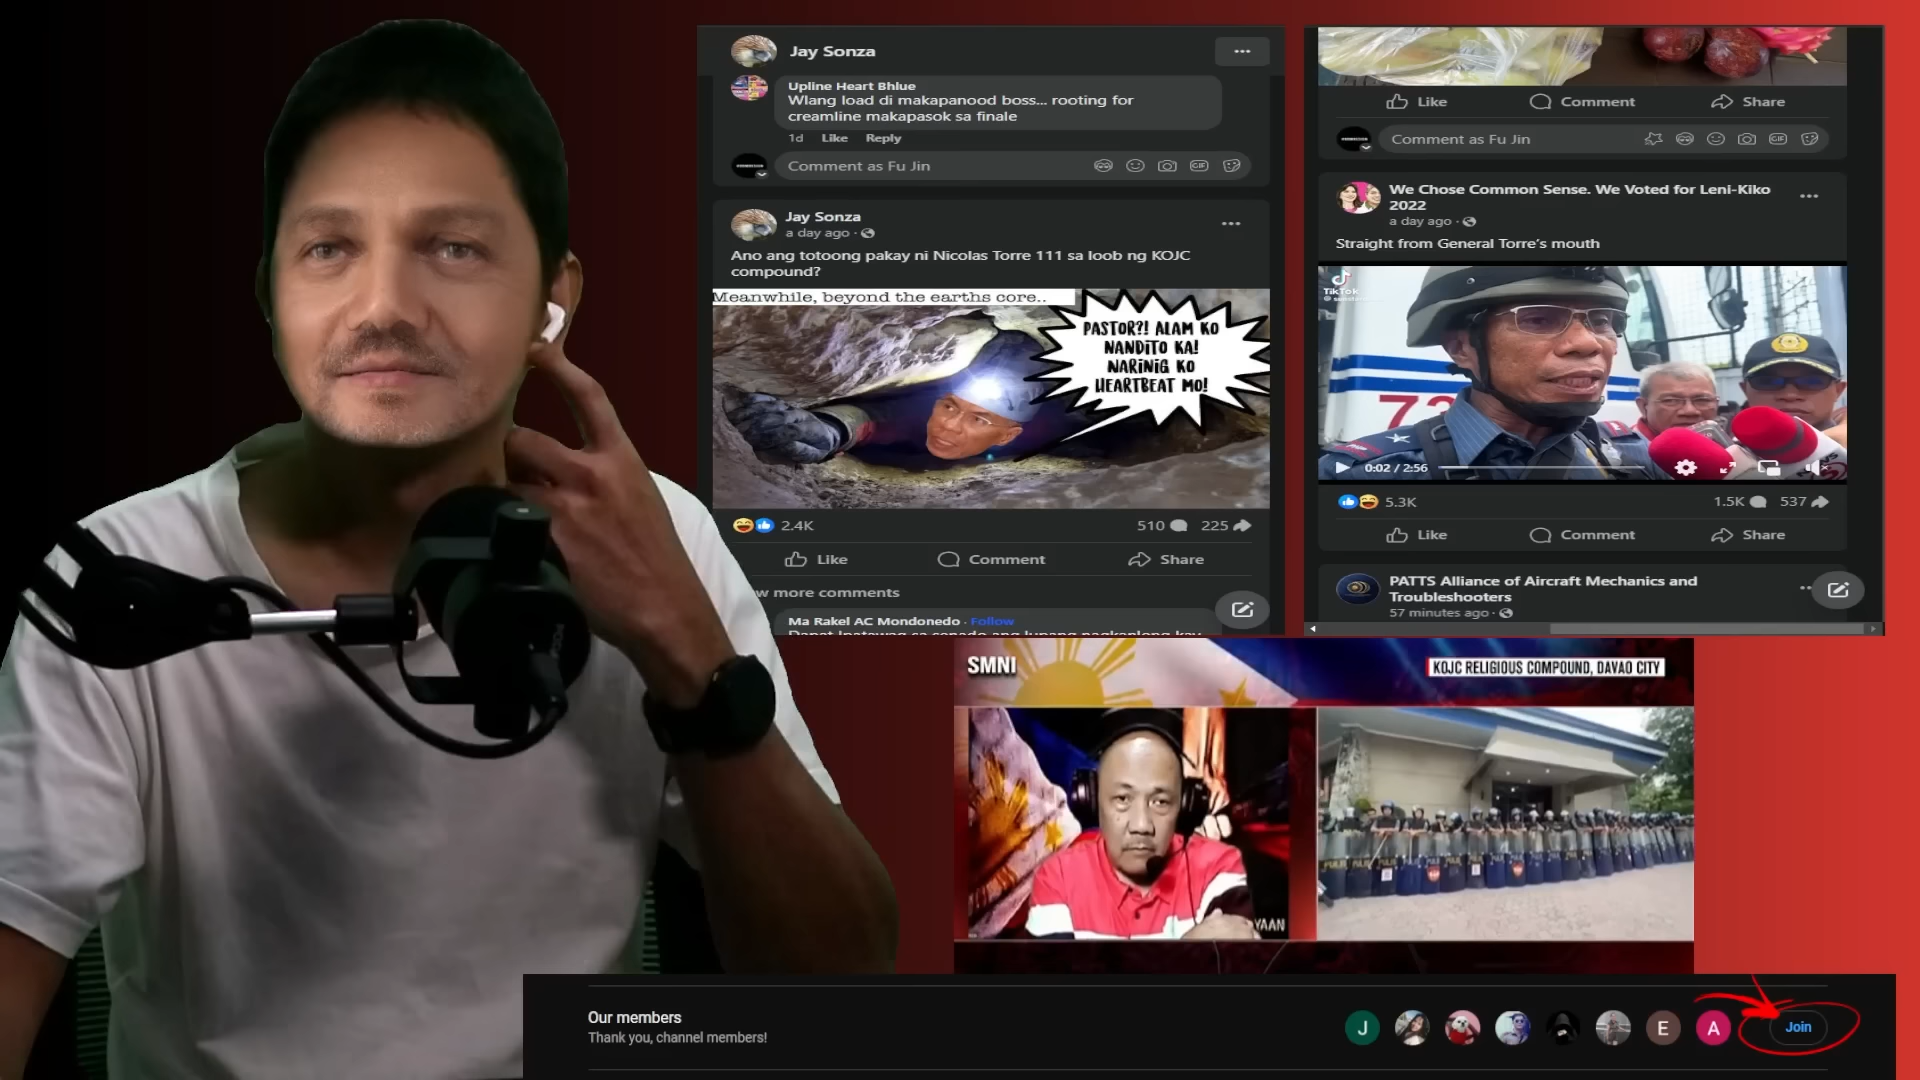 Jay Sonza
Upline Heart Bhlue
Wlang load di makapanood boss... rooting for
creamline makapasok sa finale
1d Like Reply
Comment as Fu Jin
Jay Sonza
a day ago
Ano ang totoong pakay ni Nicolas Torre 111 sa loob ng KOJC
compound?
Meanwhile, beyond the earths core..
PASTOR?! ALAM KO
NANDITO KA!
NARINIG KO
HEARTBEAT MO!
2.4K 510 225
Like Comment Share
w more comments
Ma Rakel AC Mondonedo · Follow
Like Comment Share
Comment as Fu Jin
We Chose Common Sense. We Voted for Leni-Kiko
2022
a day ago
Straight from General Torre's mouth
TikTok
73
0:02 / 2:56
5.3K 1.5K 537
Like Comment Share
PATTS Alliance of Aircraft Mechanics and
Troubleshooters
57 minutes ago
SMNI
KOJC RELIGIOUS COMPOUND, DAVAO CITY
YAAN
Our members
Thank you, channel members!
J
E
A
Join